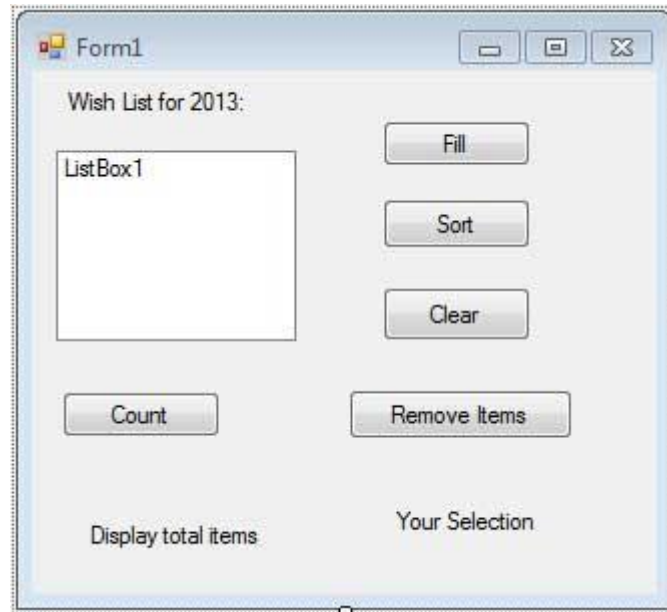 Form1
Wish List for 2013:
ListBox1
Fill
Sort
Clear
Count
Remove Items
Display total items
Your Selection